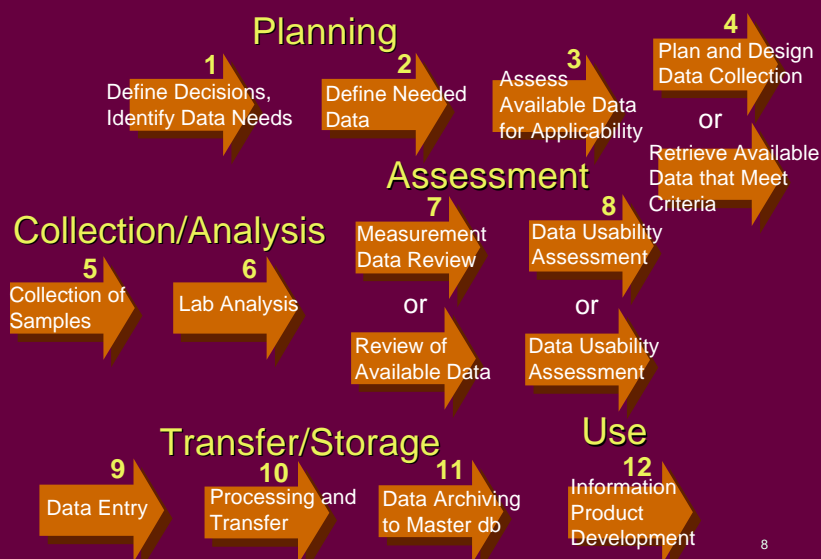 Planning
1
Define Decisions,
Identify Data Needs
2
Define Needed
Data
3
Assess
Available Data
for Applicability
4
Plan and Design
Data Collection
or
Retrieve Available
Data that Meet
Criteria
Collection/Analysis
5
Collection of
Samples
6
Lab Analysis
Assessment
7
Measurement
Data Review
or
Review of
Available Data
8
Data Usability
Assessment
or
Data Usability
Assessment
Transfer/Storage
9
Data Entry
10
Processing and
Transfer
11
Data Archiving
to Master db
Use
12
Information
Product
Development
8